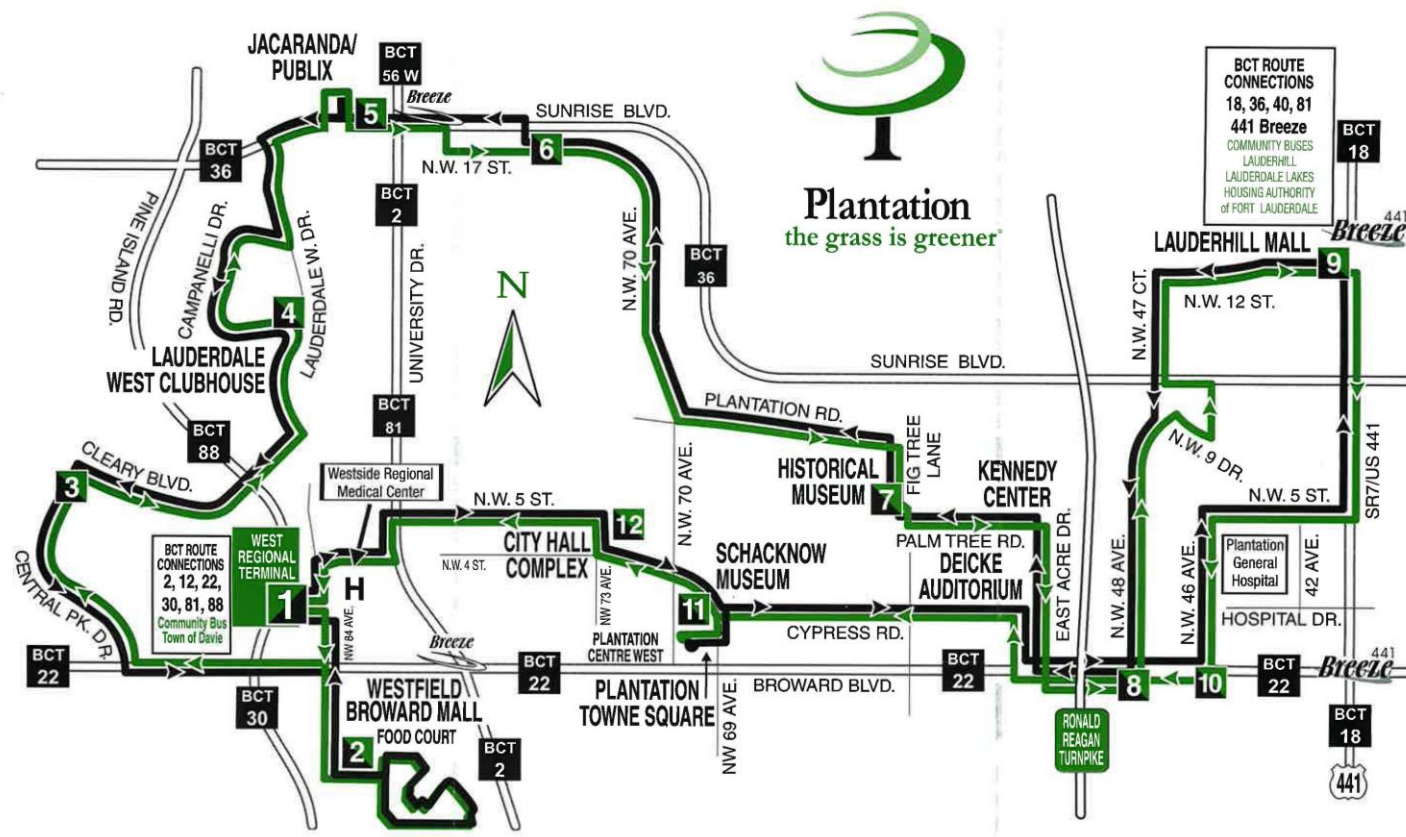 JACARANDA/
PUBLIX
BCT
56 W
Breeze
5
SUNRISE BLVD.
6
N.W. 17 ST.
BCT
36
PINE ISLAND RD.
BCT
2
UNIVERSITY DR.
CAMPANELLI DR.
LAUDERDALE W. DR.
4
LAUDERDALE
WEST CLUBHOUSE
N
N.W. 70 AVE.
BCT
36
Plantation
the grass is greener®
BCT ROUTE
CONNECTIONS
18, 36, 40, 81
441 Breeze
COMMUNITY BUSES
LAUDERHILL
LAUDERDALE LAKES
HOUSING AUTHORITY
of FORT LAUDERDALE
BCT
18
441
Breeze
LAUDERHILL MALL
9
N.W. 12 ST.
N.W. 47 CT.
SUNRISE BLVD.
N.W. 9 DR.
SR7/US 441
BCT
81
BCT
88
CLEARY BLVD.
3
Westside Regional
Medical Center
PLANTATION RD.
FIG TREE
LANE
HISTORICAL
MUSEUM
7
KENNEDY
CENTER
N.W. 5 ST.
N.W. 70 AVE.
N.W. 5 ST.
12
CITY HALL
COMPLEX
N.W. 4 ST.
NW 73 AVE.
PALM TREE RD.
DEICKE
AUDITORIUM
EAST ACRE DR.
N.W. 48 AVE.
N.W. 46 AVE.
Plantation
General
Hospital
42 AVE.
HOSPITAL DR.
BCT ROUTE
CONNECTIONS
2, 12, 22,
30, 81, 88
Community Bus
Town of Davie
WEST
REGIONAL
TERMINAL
1
H
NW 84 AVE.
CENTRAL PK. DR.
SCHACKNOW
MUSEUM
11
CYPRESS RD.
PLANTATION
CENTRE WEST
Breeze
BCT
22
BCT
22
PLANTATION
TOWNE SQUARE
NW 69 AVE.
BROWARD BLVD.
BCT
22
8
10
BCT
22
441
Breeze
BCT
30
WESTFIELD
BROWARD MALL
FOOD COURT
2
BCT
2
RONALD
REAGAN
TURNPIKE
BCT
18
441